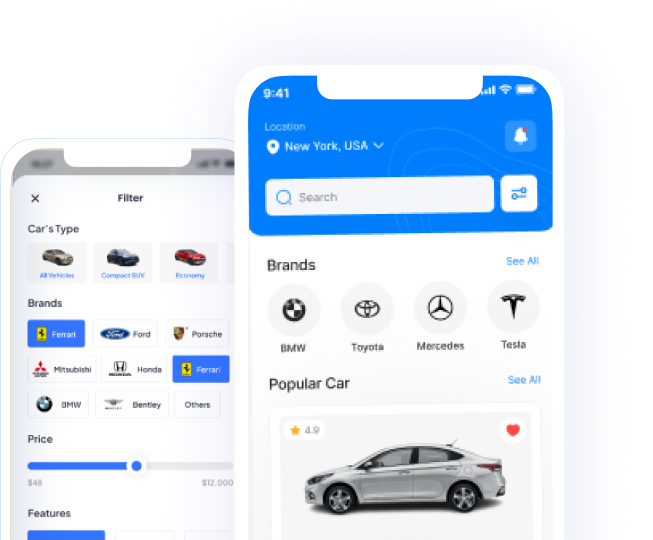 Filter
Car's Type
All Vehicles
Compact SUV
Economy
Brands
Ferrari
Ford
Porsche
Mitsubishi
HONDA
Honda
Ferrari
BMW
Bentley
Others
Price
$48
$12.000
Features
9:41
Location
New York, USA
Search
Brands
See All
BMW
Toyota
Mercedes
Tesla
Popular Car
See All
4.9